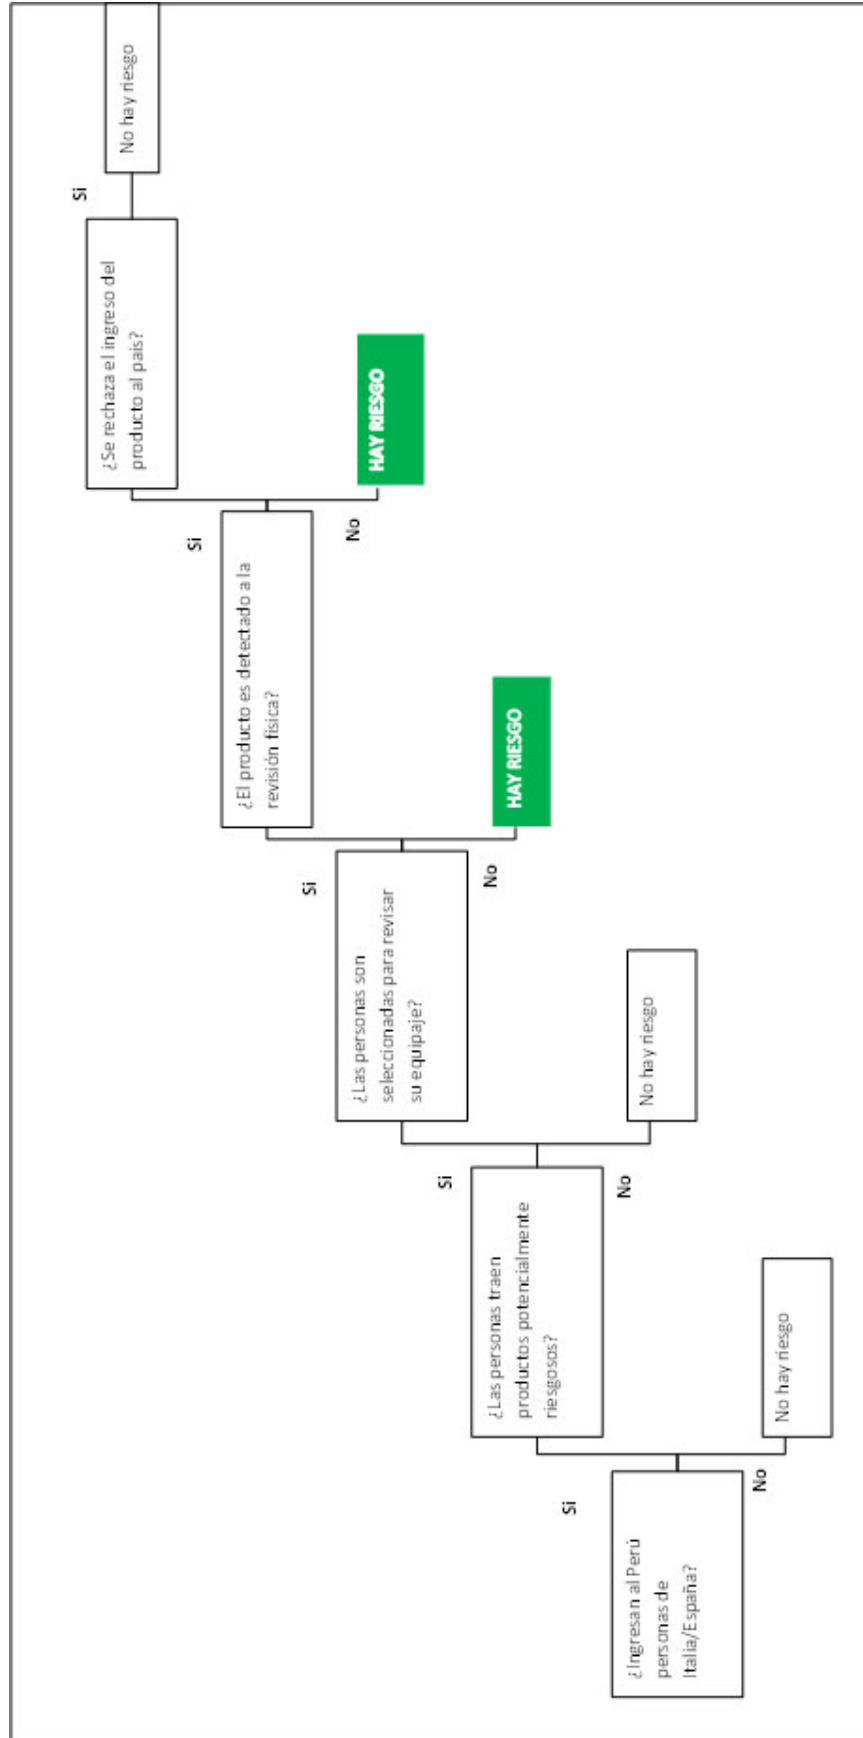 ¿Ingresan al Perú
personas de
Italia/España?
Si
No
No hay riesgo
¿Las personas traen
productos potencialmente
riesgosos?
Si
No
No hay riesgo
¿Las personas son
seleccionadas para revisar
su equipaje?
Si
No
HAY RIESGO
¿El producto es detectado a la
revisión física?
Si
No
HAY RIESGO
¿Se rechaza el ingreso del
producto al país?
Si
No hay riesgo